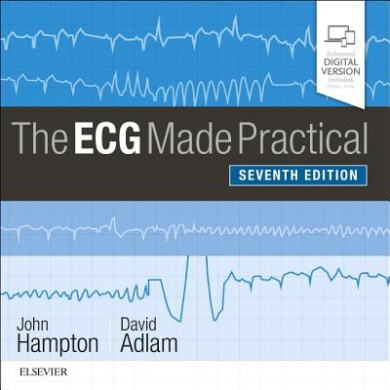 Enhanced
DIGITAL
VERSION
Included.
The ECG Made Practical
SEVENTH EDITION
John
Hampton
David
Adlam
ELSEVIER